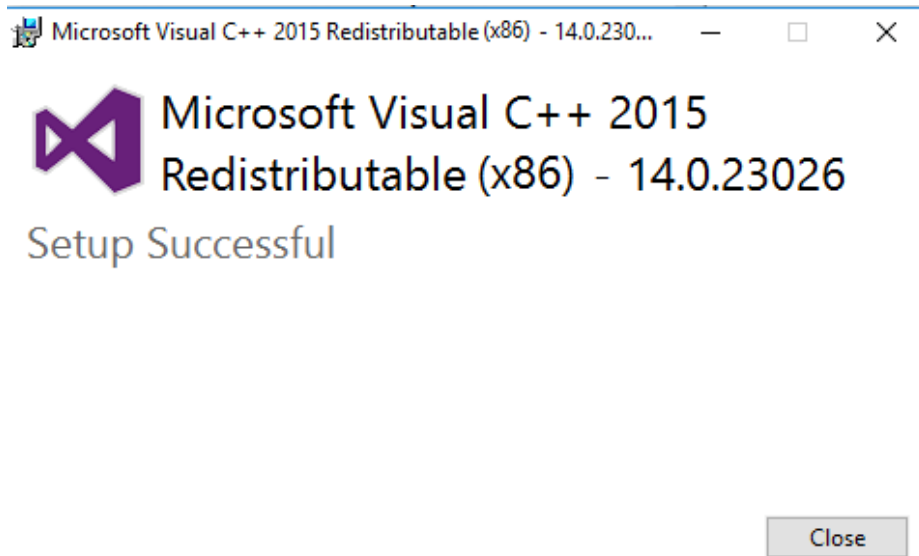 Microsoft Visual C++ 2015 Redistributable (x86) - 14.0.230...
Microsoft Visual C++ 2015
Redistributable (x86) - 14.0.23026
Setup Successful
Close